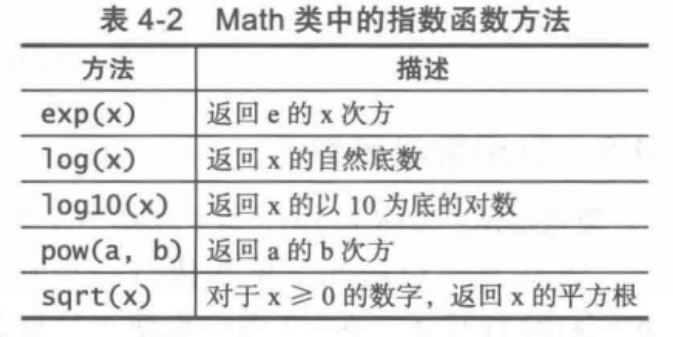 表 4-2 Math 类中的指数函数方法
方法 描述
exp(x) 返回 e 的 x 次方
log(x) 返回 x 的自然底数
log10(x) 返回 x 的以 10 为底的对数
pow(a, b) 返回 a 的 b 次方
sqrt(x) 对于 x ⩾ 0 的数字，返回 x 的平方根